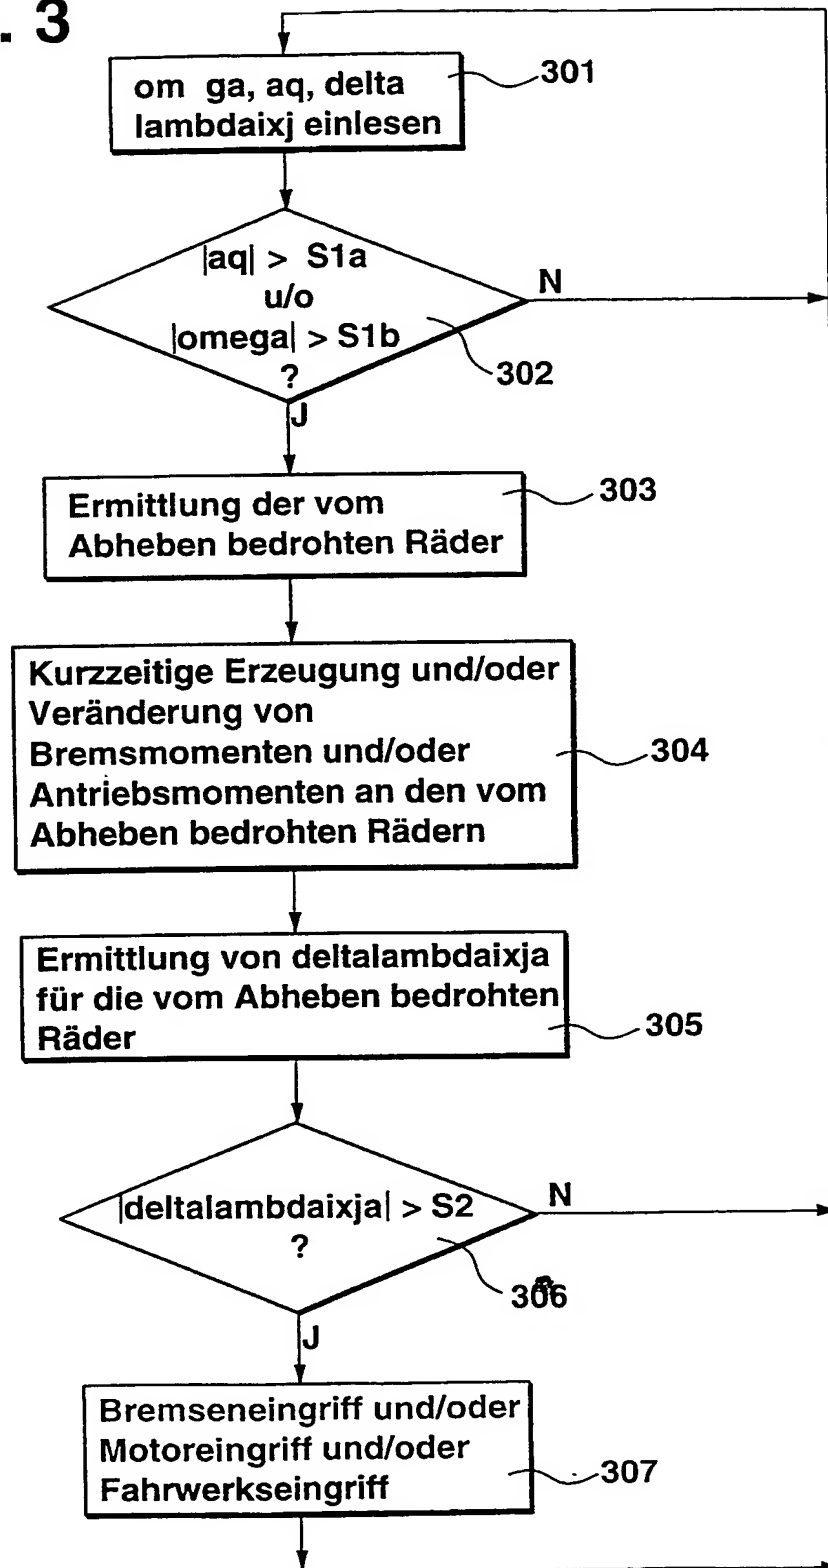 . 3
om ga, aq, delta
lambdaixj einlesen
301
|aq| > S1a
u/o
|omega| > S1b
?
N
302
J
Ermittlung der vom
Abheben bedrohten Räder
303
Kurzzeitige Erzeugung und/oder
Veränderung von
Bremsmomenten und/oder
Antriebsmomenten an den vom
Abheben bedrohten Rädern
304
Ermittlung von deltalambdaixja
für die vom Abheben bedrohten
Räder
305
|deltalambdaixja| > S2
?
N
306
J
Bremseneingriff und/oder
Motoreingriff und/oder
Fahrwerkseingriff
307